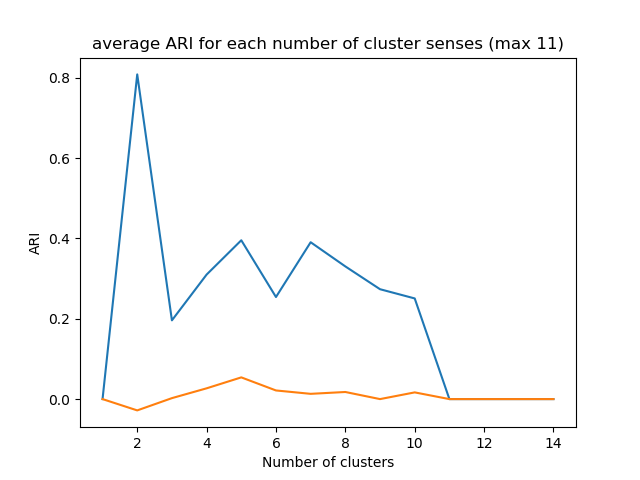 average ARI for each number of cluster senses (max 11)
0.8
0.6
0.4
0.2
0.0
ARI
2 4 6 8 10 12 14
Number of clusters